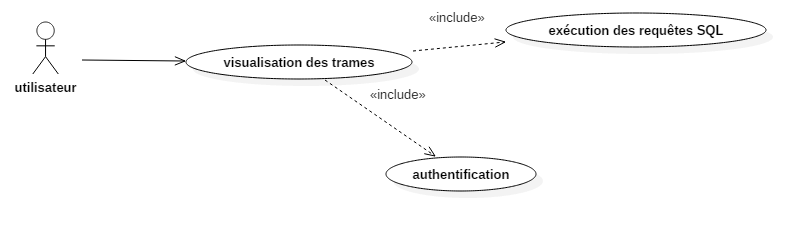 «include»
exécution des requêtes SQL
visualisation des trames
utilisateur
«include»
authentification